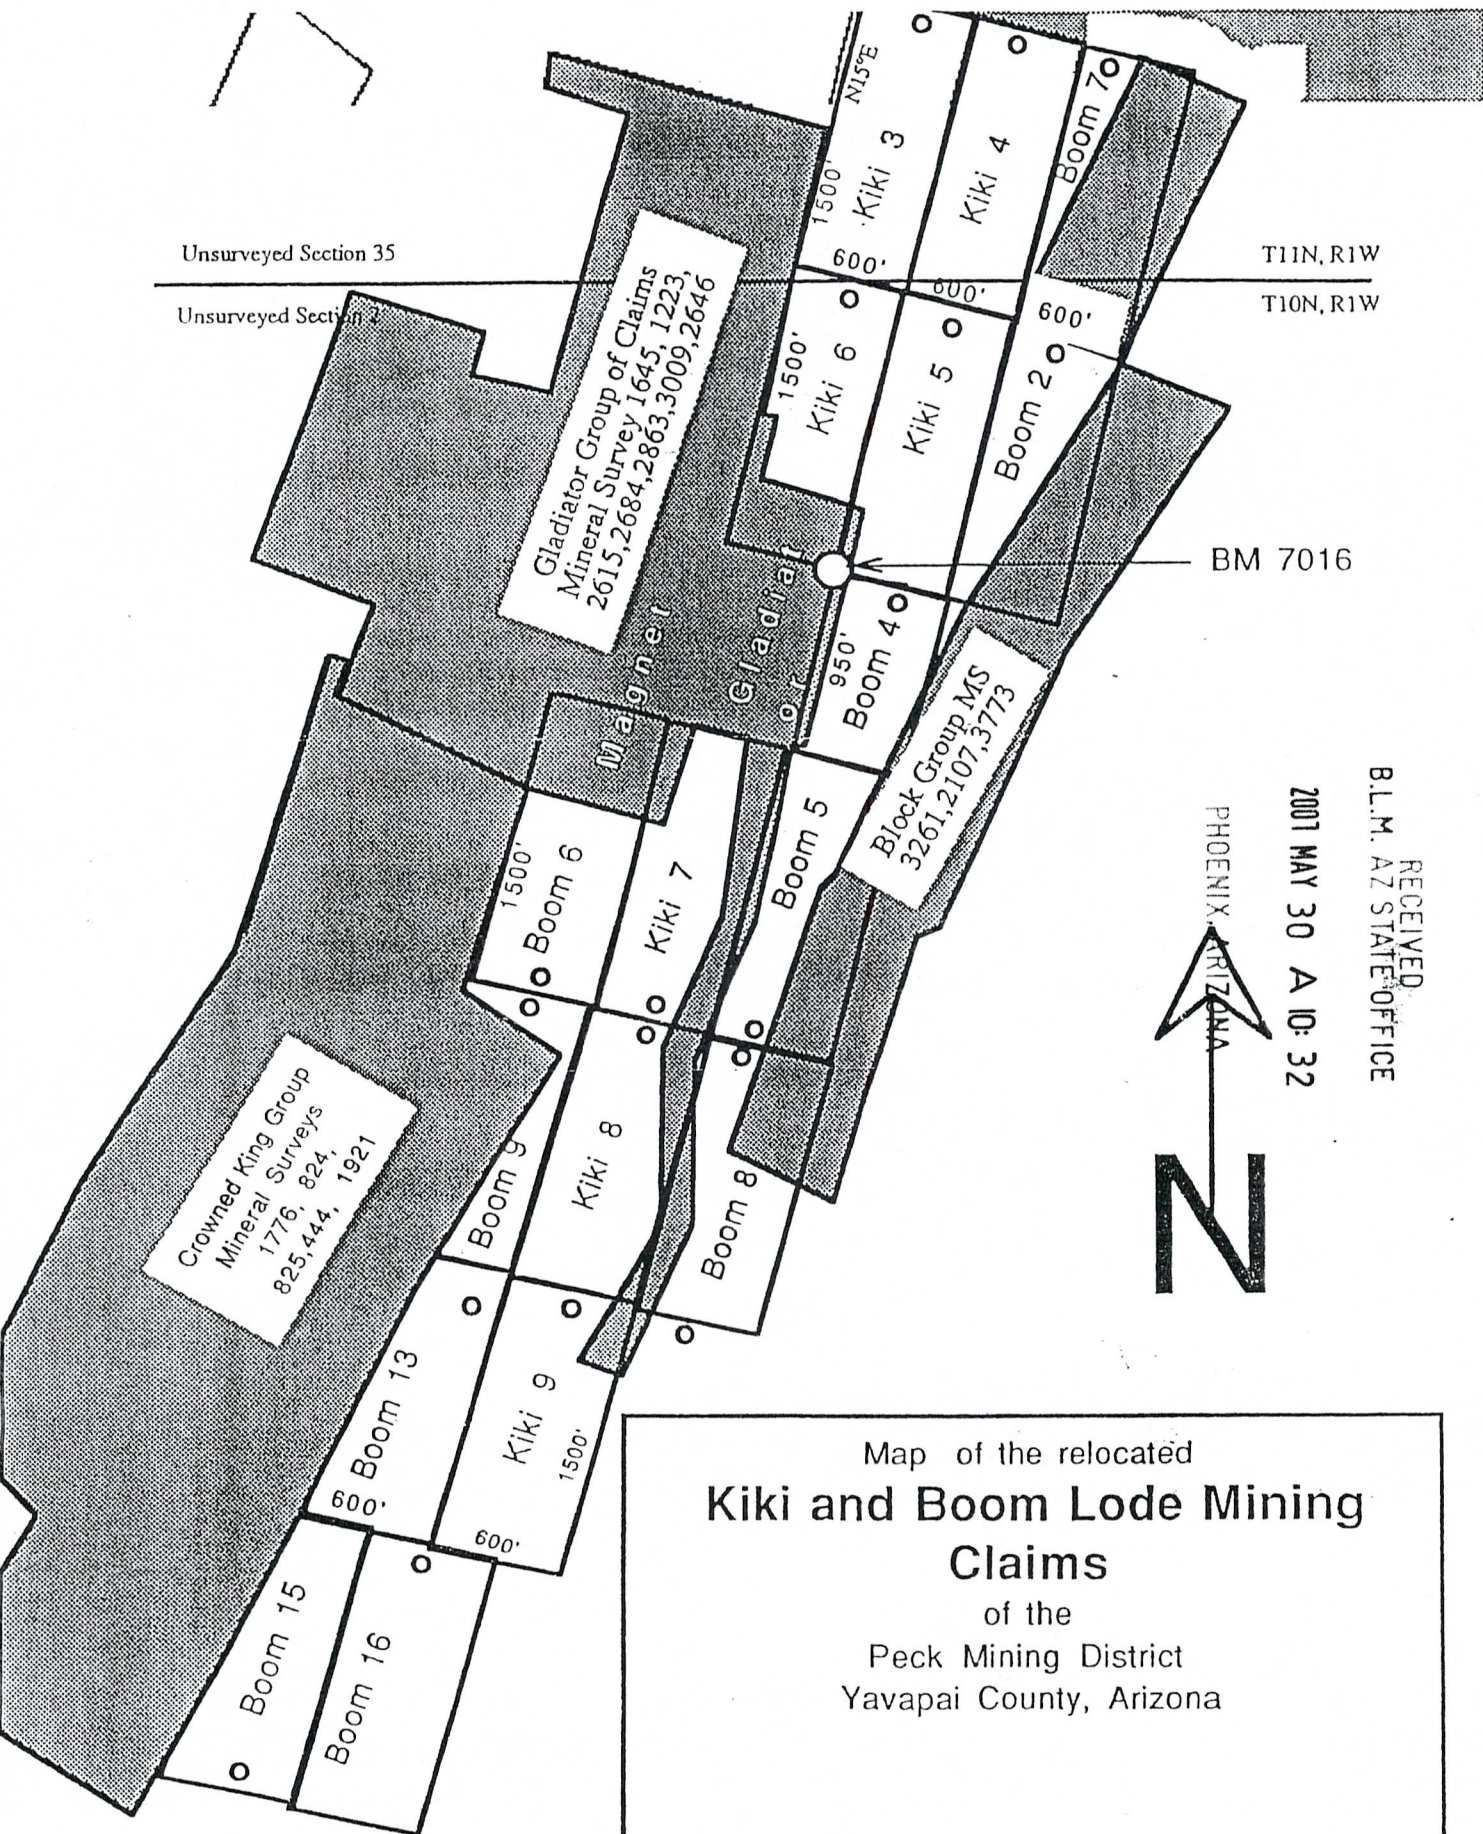 N15°E
Kiki 3
1500'
Kiki 4
Boom 7
Unsurveyed Section 35
T11N, R1W
600'
600'
Unsurveyed Section 2
T10N, R1W
600'
Gladiator Group of Claims
Mineral Survey 1645, 1223,
2615,2684,2863,3009,2646
1500'
Kiki 6
Kiki 5
Boom 2
BM 7016
Magnet
Gladiat
or
950'
Boom 4
Block Group MS
3261,2107,3773
1500'
Boom 6
Kiki 7
Boom 5
RECEIVED
B.L.M. AZ STATE OFFICE
2007 MAY 30 A 10: 32
PHOENIX, ARIZONA
N
Crowned King Group
Mineral Surveys
1776, 824,
825,444, 1921
Boom 9
Kiki 8
Boom 8
Boom 13
600'
Kiki 9
1500'
600'
Boom 15
Boom 16
Map of the relocated
Kiki and Boom Lode Mining
Claims
of the
Peck Mining District
Yavapai County, Arizona